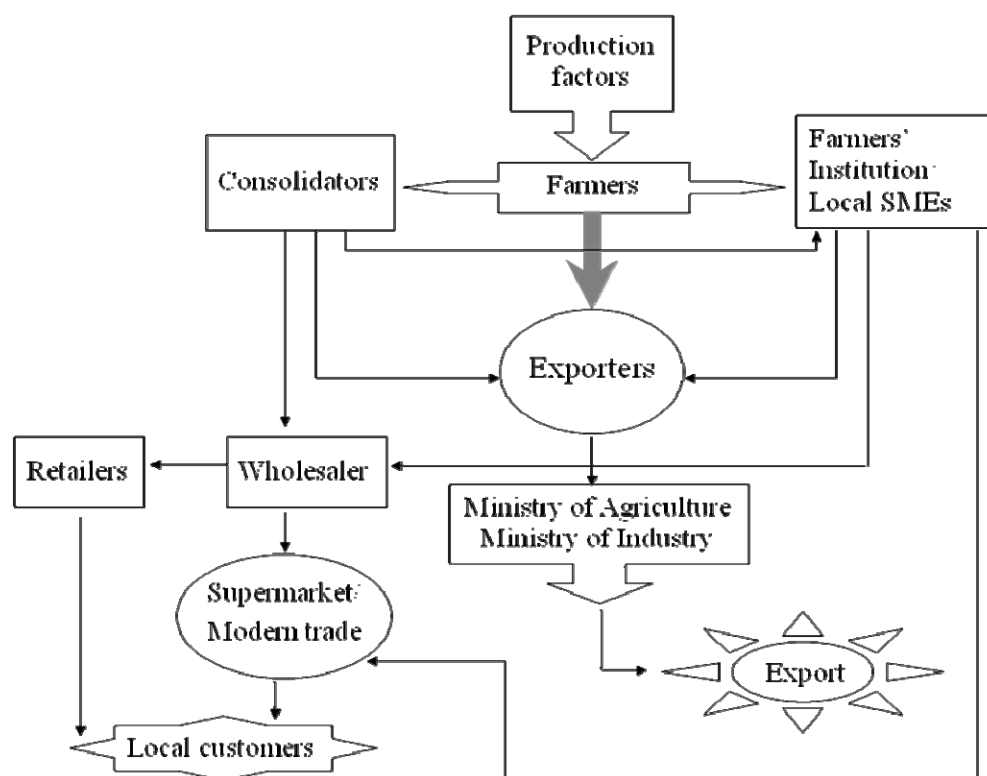 Production
factors
Consolidators
Farmers
Farmers'
Institution
Local SMEs
Exporters
Retailers
Wholesaler
Ministry of Agriculture
Ministry of Industry
Supermarket
Modern trade
Export
Local customers